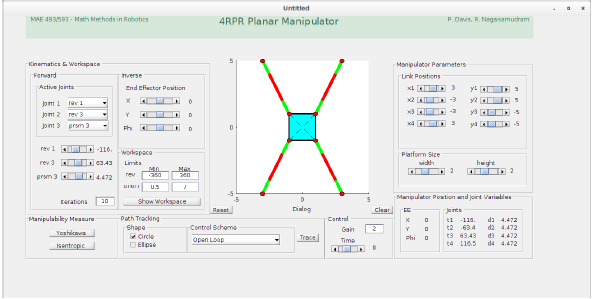 Untitled
MAE 493/593 - Math Methods in Robotics
4RPR Planar Manipulator
P. Davis, R. Nagaisamudram
Kinematics & Workspace
Forward
Active Joints
joint 1 rev 1
joint 2 rev 3
joint 3 prsm 3
rev 1 -116.
rev 3 63.43
prsm 3 4.472
Iterations 10
Inverse
End Effector Position
X 0
Y 0
Phi 0
Workspace
Limits
Min Max
rev -360 360
0.5 7
Show Workspace
5
0
-5
-5 0 5
Reset Dialog Clear
Manipulator Parameters
Link Positions
x1 3 y1 5
x2 -3 y2 5
x3 -3 y3 -5
x4 3 y4 -5
Platform Size
width height
2 2
Manipulator Position and Joint Variables
EE
X 0
Y 0
Phi 0
Joints
t1 -116. d1 4.472
t2 -63.4 d2 4.472
t3 63.43 d3 4.472
t4 116.5 d4 4.472
Manipulability Measure
Yoshikawa
Isentropic
Path Tracking
Shape
Circle
Ellipse
Control Scheme
Open Loop
Trace
Control
Gain 2
Time
8